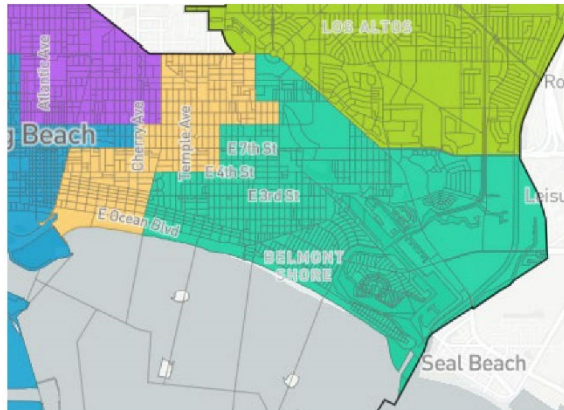 LOS ALTOS
Atlantic Ave
Cherry Ave
Temple Ave
Ro
g Beach
E 7th St
E 4th St
E 3rd St
Leisu
E Ocean Blvd
BELMONT
SHORE
Seal Beach